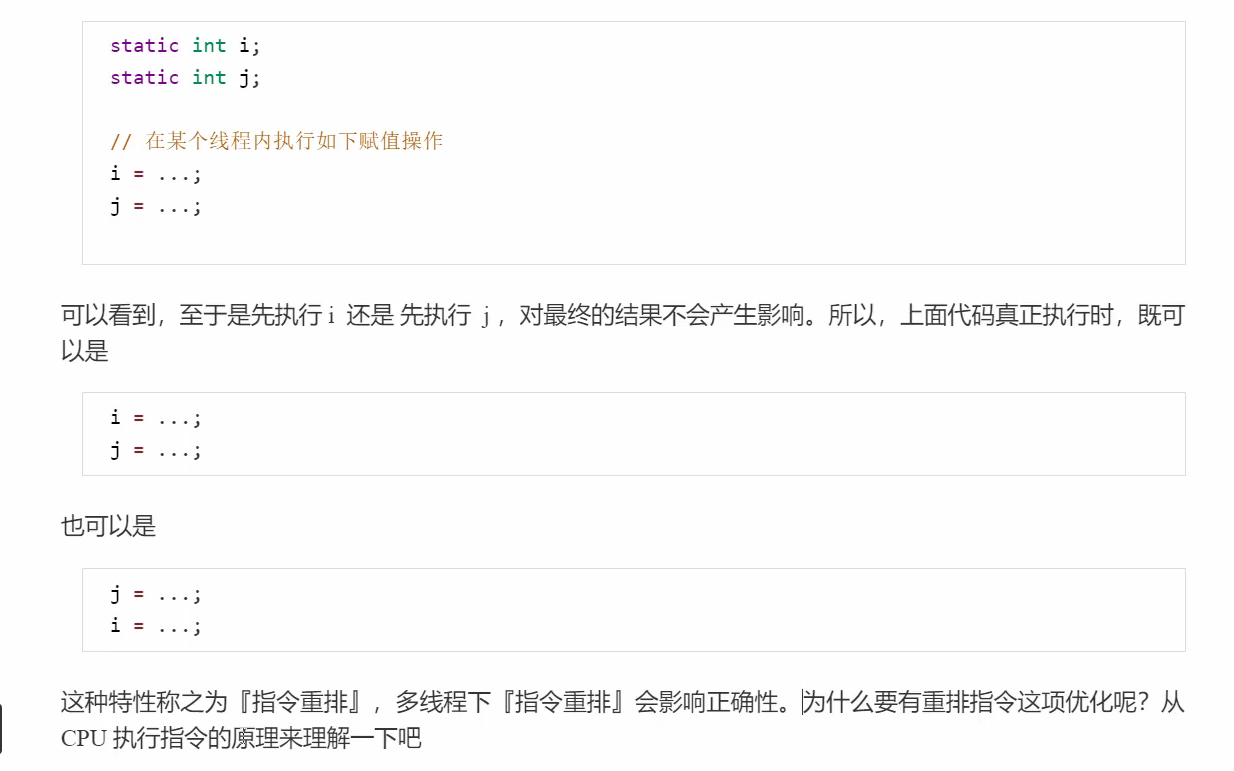 static int i;
static int j;
// 在某个线程内执行如下赋值操作
i = ...;
j = ...;
可以看到，至于是先执行 i 还是 先执行 j ，对最终的结果不会产生影响。所以，上面代码真正执行时，既可
以是
i = ...;
j = ...;
也可以是
j = ...;
i = ...;
这种特性称之为『指令重排』，多线程下『指令重排』会影响正确性。为什么要有重排指令这项优化呢？从
CPU 执行指令的原理来理解一下吧